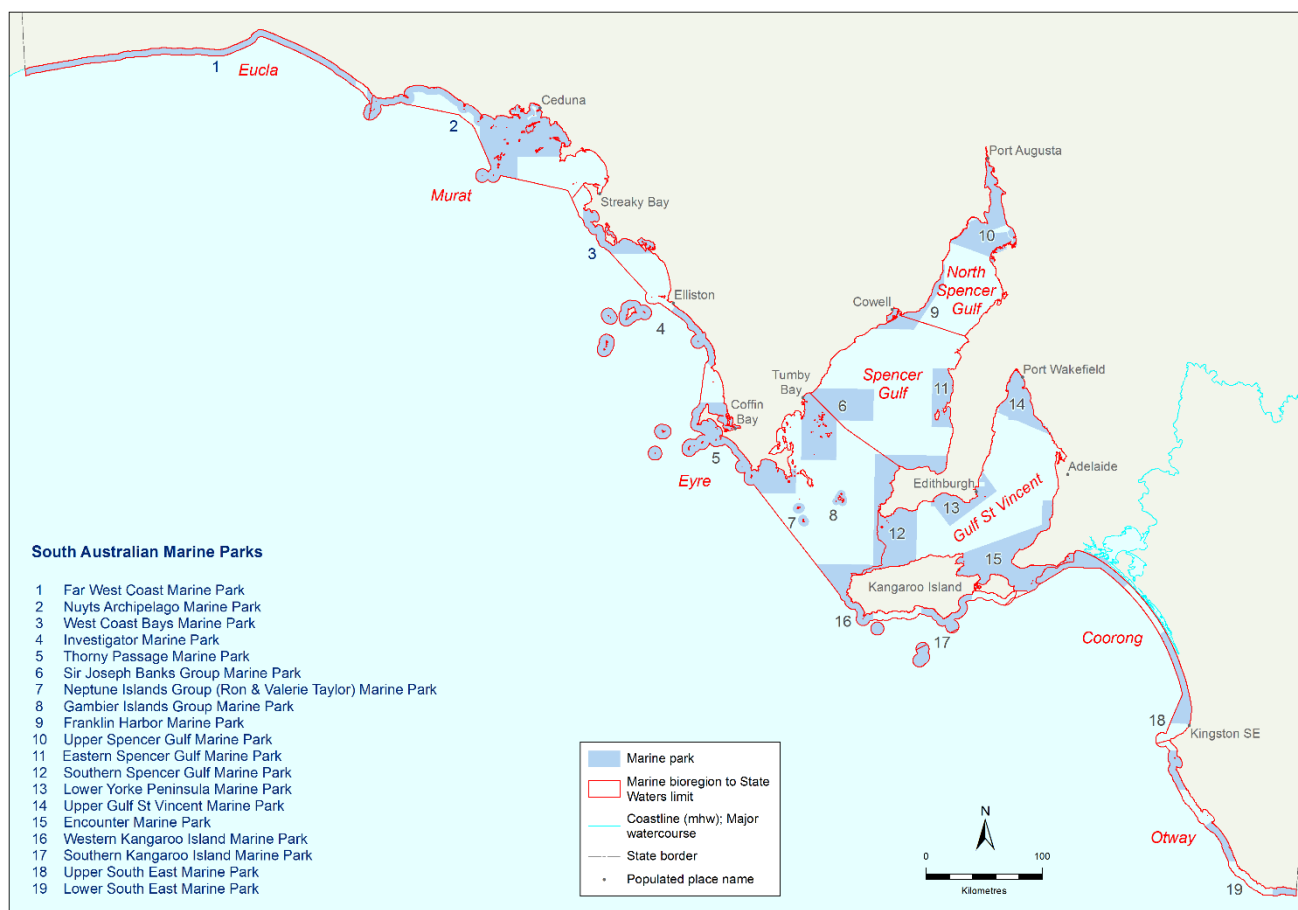 1
Eucla
2
Ceduna
Murat
Streaky Bay
3
Elliston
4
Port Augusta
10
North
Spencer
Gulf
Cowell
9
Spencer
Gulf
11
Tumby
Bay
6
Port Wakefield
14
Coffin
Bay
5
Eyre
Adelaide
Edithburgh
13
Gulf St Vincent
7
8
12
15
Kangaroo Island
16
17
Coorong
18
Kingston SE
Otway
19
South Australian Marine Parks
1 Far West Coast Marine Park
2 Nuyts Archipelago Marine Park
3 West Coast Bays Marine Park
4 Investigator Marine Park
5 Thorny Passage Marine Park
6 Sir Joseph Banks Group Marine Park
7 Neptune Islands Group (Ron & Valerie Taylor) Marine Park
8 Gambier Islands Group Marine Park
9 Franklin Harbor Marine Park
10 Upper Spencer Gulf Marine Park
11 Eastern Spencer Gulf Marine Park
12 Southern Spencer Gulf Marine Park
13 Lower Yorke Peninsula Marine Park
14 Upper Gulf St Vincent Marine Park
15 Encounter Marine Park
16 Western Kangaroo Island Marine Park
17 Southern Kangaroo Island Marine Park
18 Upper South East Marine Park
19 Lower South East Marine Park
Marine park
Marine bioregion to State
Waters limit
Coastline (mhw); Major
watercourse
State border
Populated place name
N
0 100
Kilometres